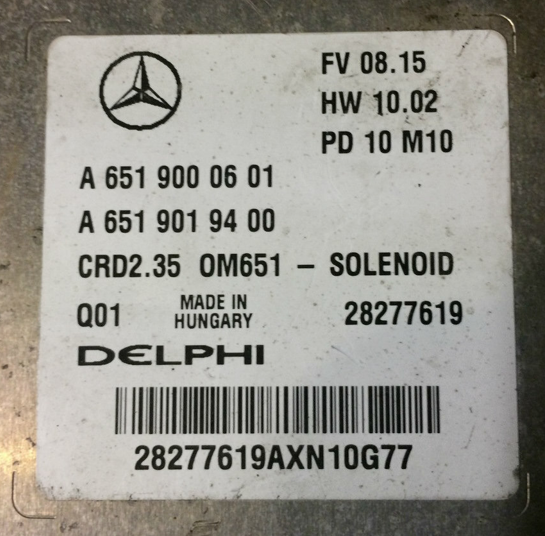 FV 08.15
HW 10.02
PD 10 M10
A 651 900 06 01
A 651 901 94 00
CRD2.35 OM651 – SOLENOID
Q01 MADE IN HUNGARY 28277619
DELPHI
28277619AXN10G77